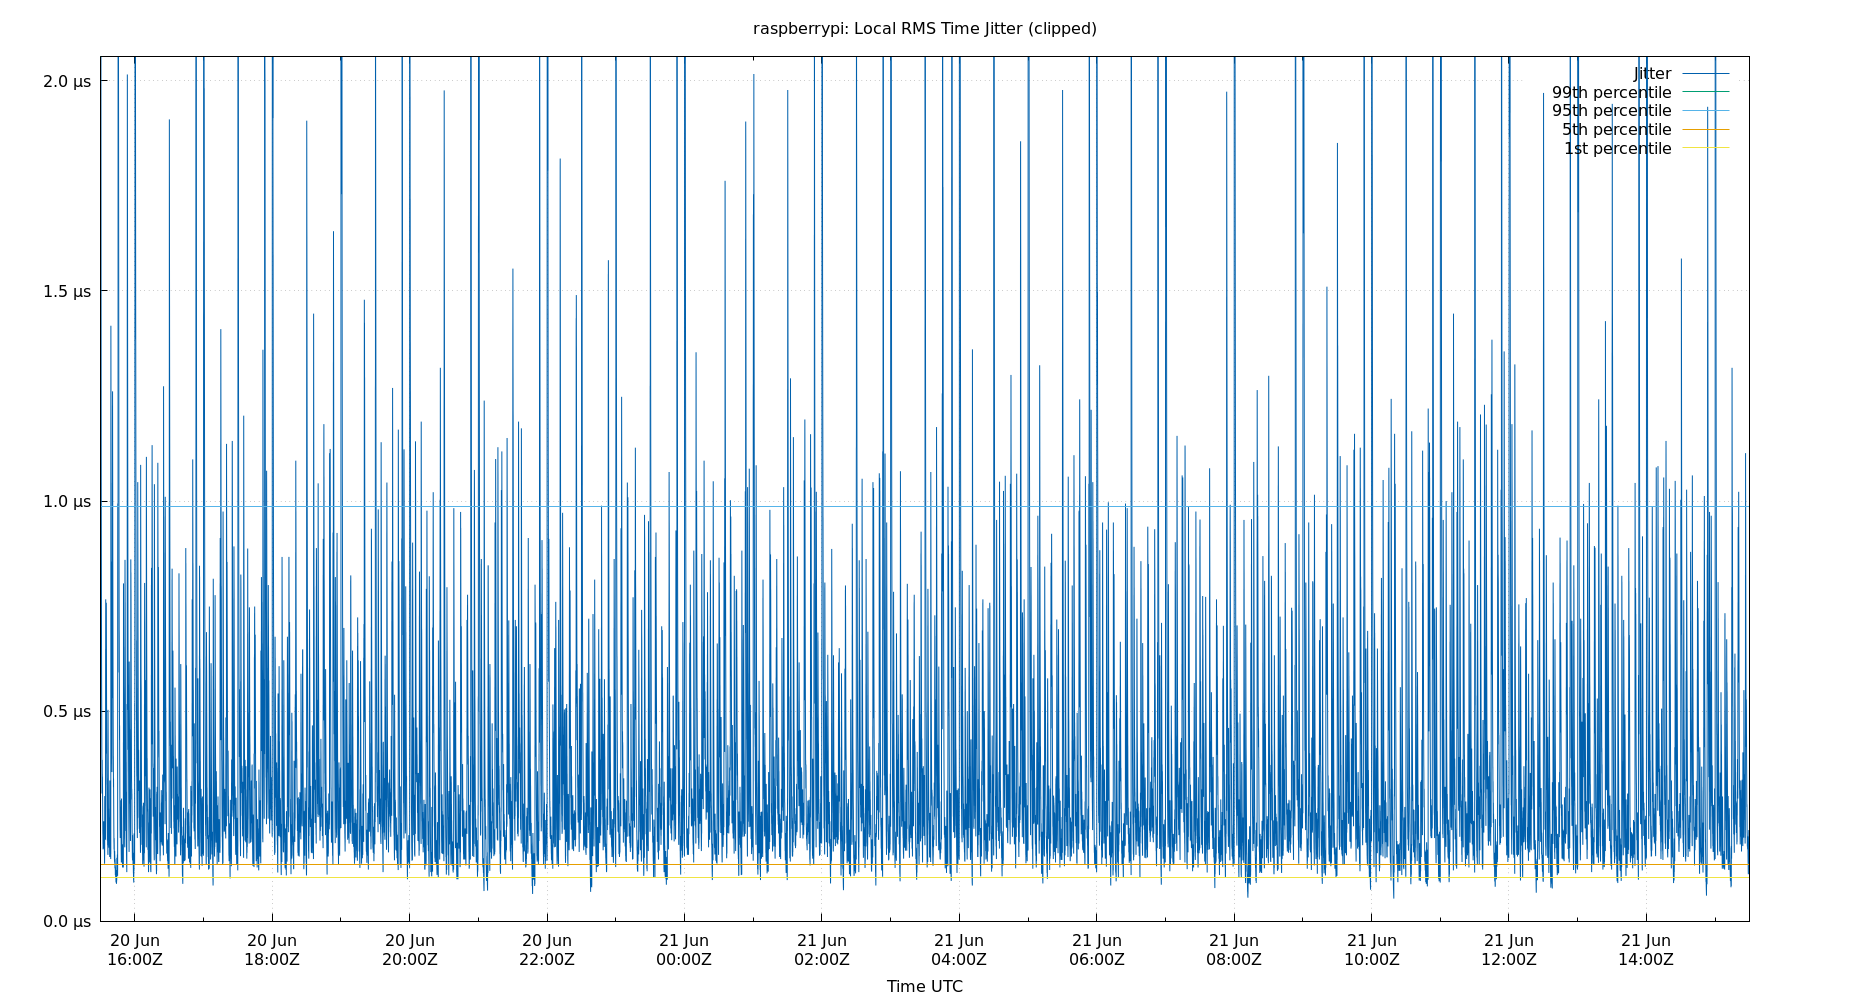 raspberrypi: Local RMS Time Jitter (clipped)
2.0 µs
1.5 µs
1.0 µs
0.5 µs
0.0 µs
Jitter
99th percentile
95th percentile
5th percentile
1st percentile
20 Jun 20 Jun 20 Jun 20 Jun 21 Jun 21 Jun 21 Jun 21 Jun 21 Jun 21 Jun 21 Jun 21 Jun
16:00Z 18:00Z 20:00Z 22:00Z 00:00Z 02:00Z 04:00Z 06:00Z 08:00Z 10:00Z 12:00Z 14:00Z
Time UTC